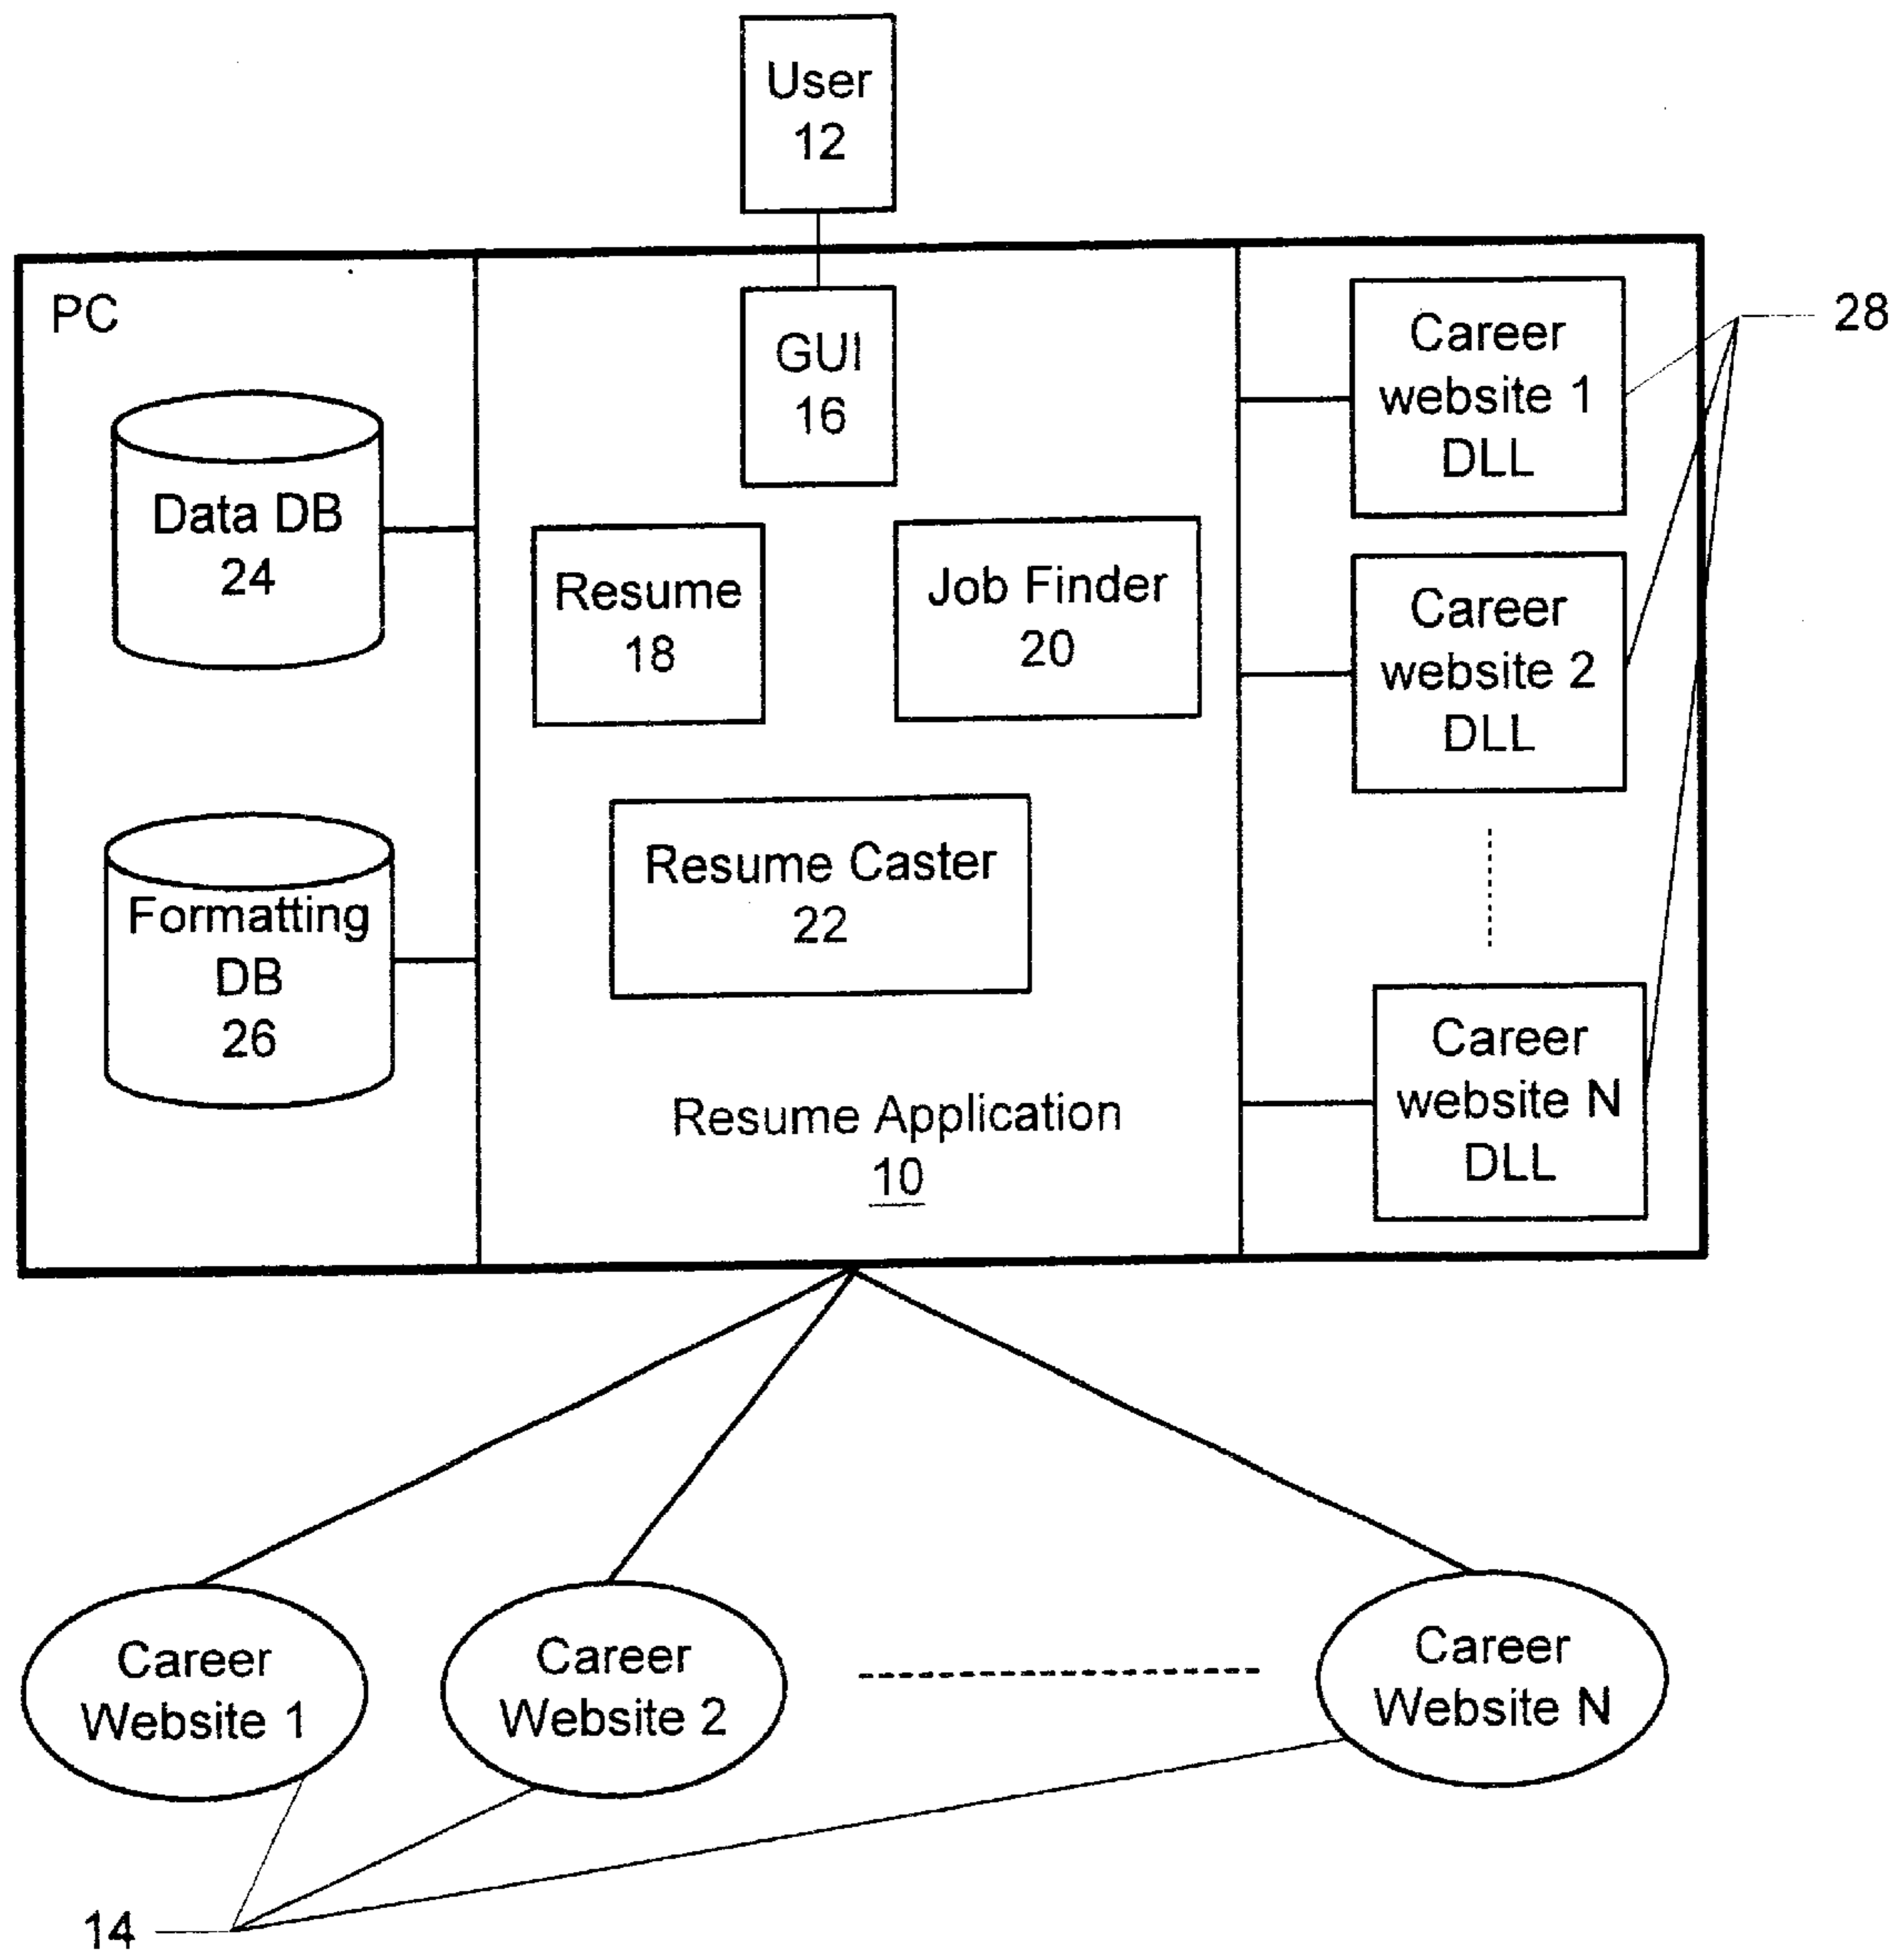 User
12
PC
GUI
16
Career
website 1
DLL
28
Data DB
24
Resume
18
Job Finder
20
Career
website 2
DLL
Resume Caster
22
Formatting
DB
26
Career
website N
DLL
Resume Application
10
Career
Website 1
Career
Website 2
Career
Website N
14